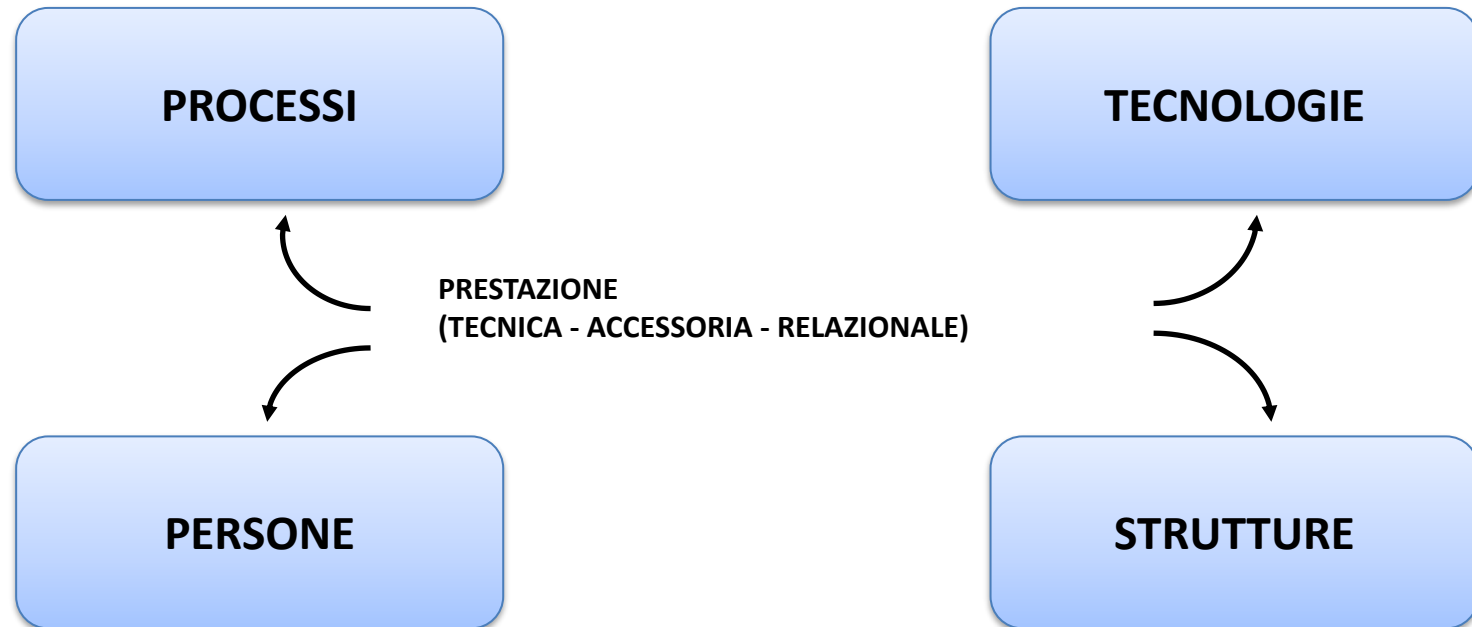 PROCESSI
TECNOLOGIE
PRESTAZIONE
(TECNICA - ACCESSORIA - RELAZIONALE)
PERSONE
STRUTTURE